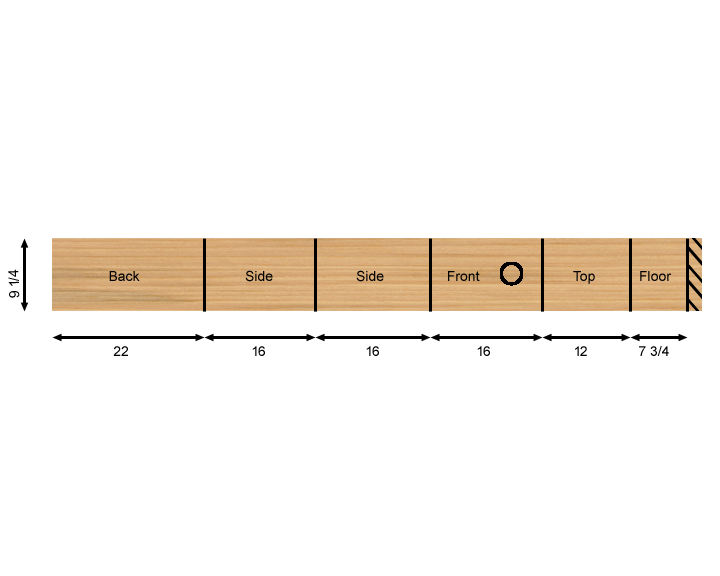 Back
Side
Side
Front
Top
Floor
9 1/4
22
16
16
16
12
7 3/4